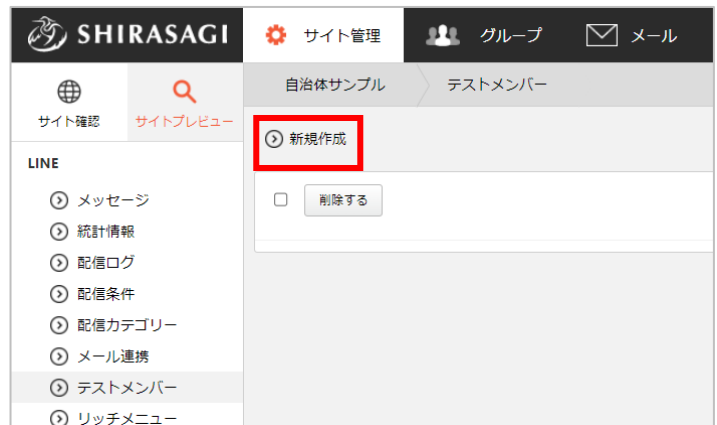 SHIRASAGI
サイト管理
グループ
メール
サイト確認
サイトプレビュー
自治体サンプル
テストメンバー
新規作成
削除する
LINE
メッセージ
統計情報
配信ログ
配信条件
配信カテゴリー
メール連携
テストメンバー
リッチメニュー